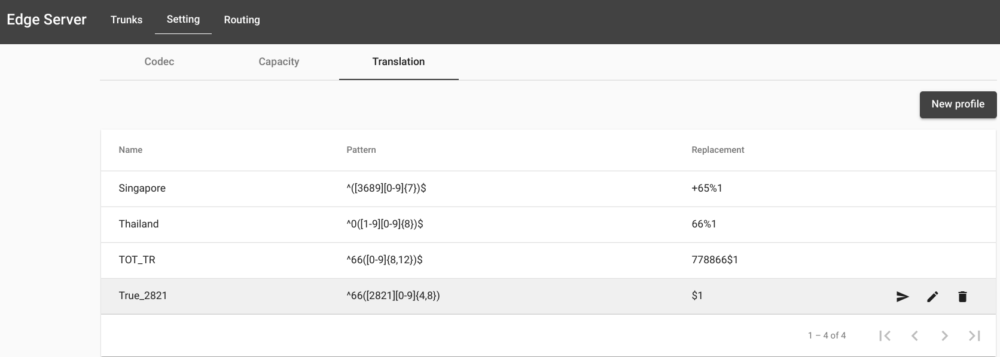 Edge Server Trunks Setting Routing
Codec Capacity Translation
New profile
Name Pattern Replacement
Singapore ^([3689][0-9]{7})$ +65%1
Thailand ^0([1-9][0-9]{8})$ 66%1
TOT_TR ^66([0-9]{8,12})$ 778866$1
True_2821 ^66([2821][0-9]{4,8}) $1
1 – 4 of 4